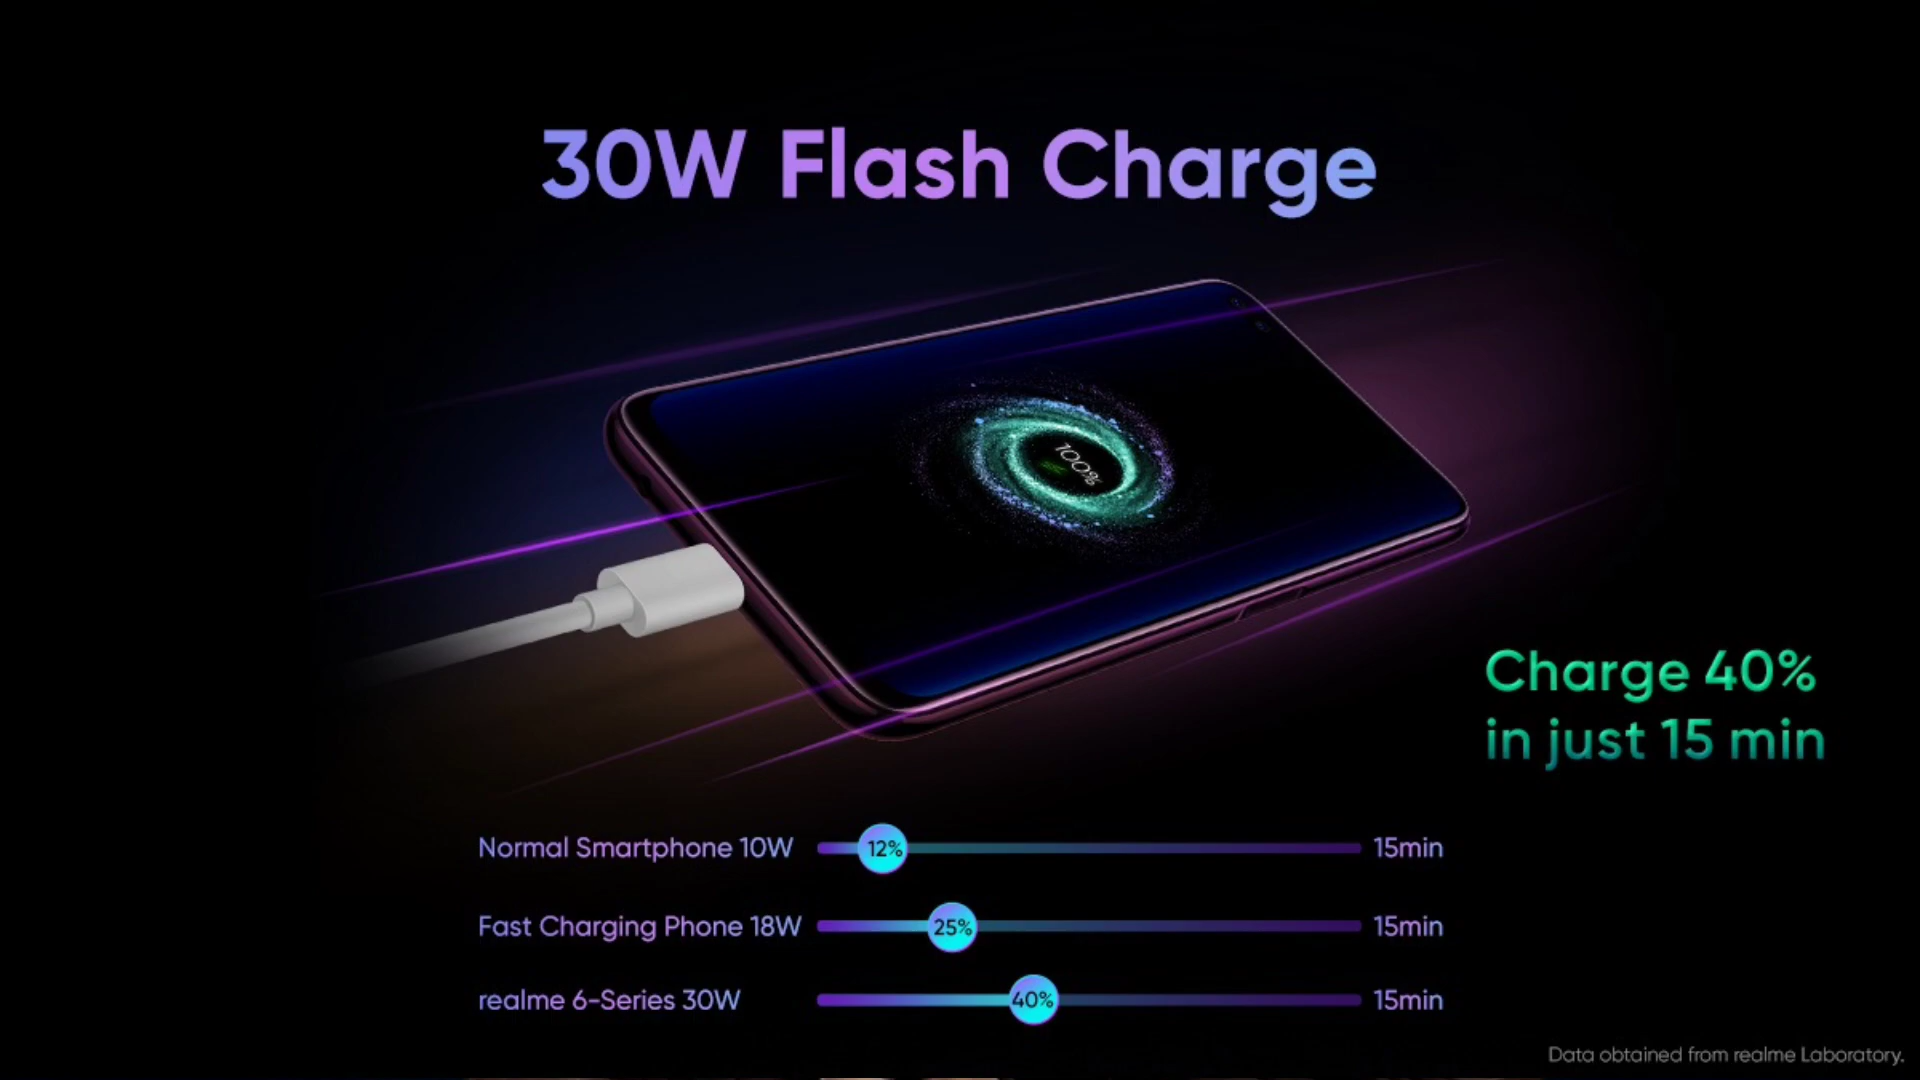 30W Flash Charge
100%
Charge 40%
in just 15 min
Normal Smartphone 10W 12% 15min
Fast Charging Phone 18W 25% 15min
realme 6-Series 30W 40% 15min
Data obtained from realme Laboratory.